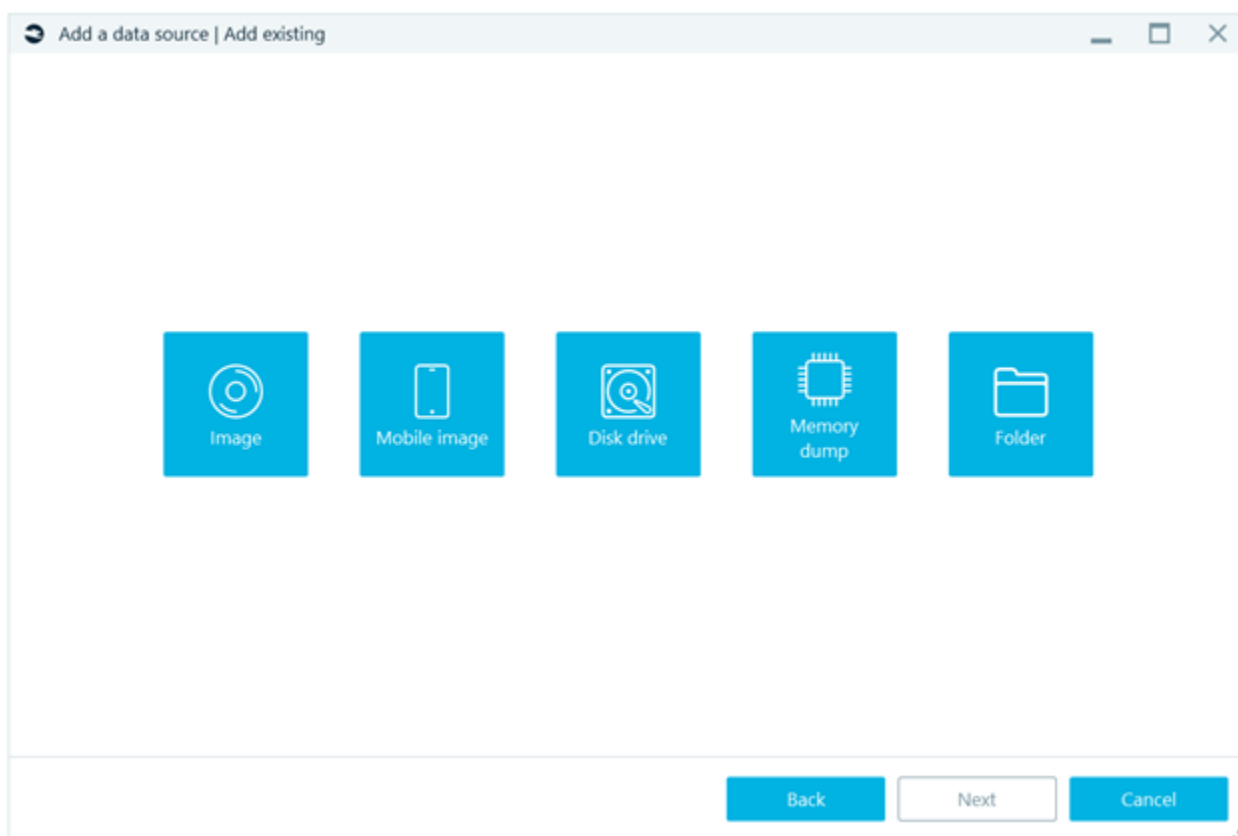 Add a data source | Add existing
Image
Mobile image
Disk drive
Memory
dump
Folder
Back
Next
Cancel